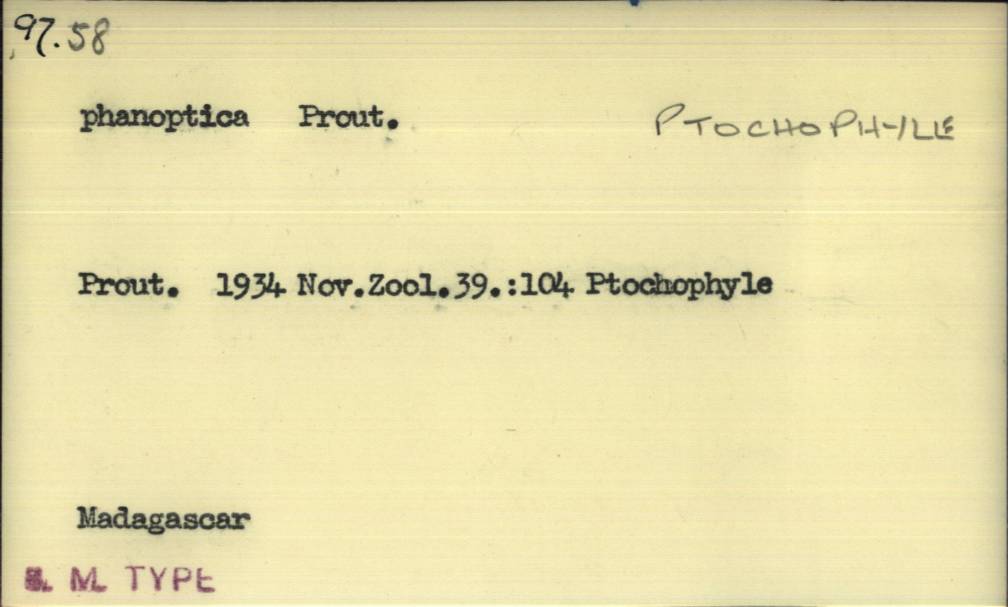 97.58
phanoptica Prout. PTOCHOPHYLE
Prout. 1934 Nov.Zool.39.:104 Ptochophyle
Madagascar
M. TYPE